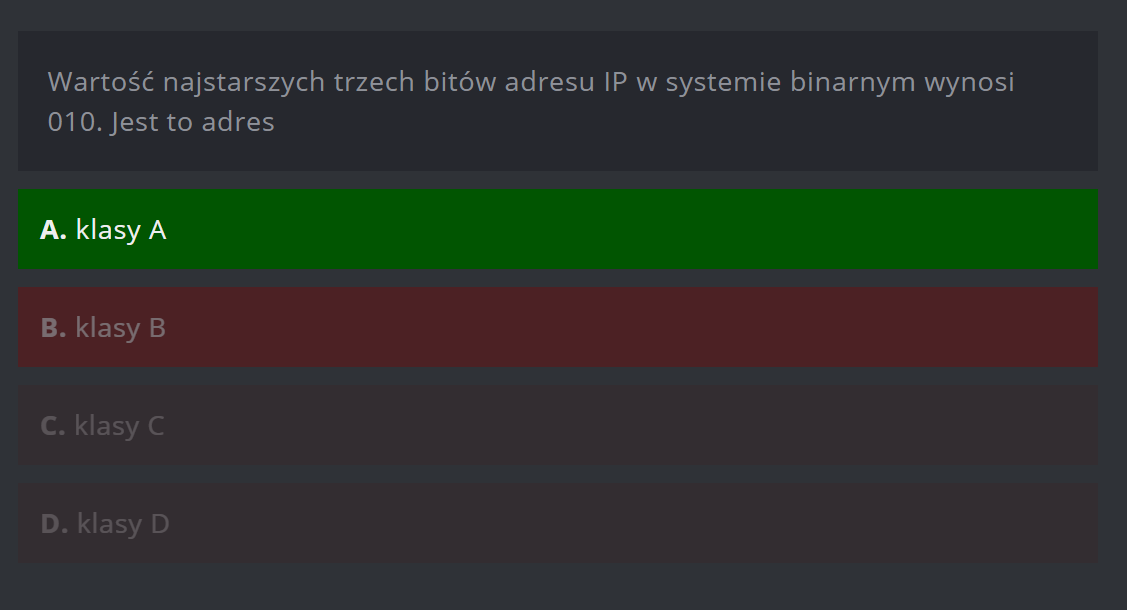 Wartość najstarszych trzech bitów adresu IP w systemie binarnym wynosi
010. Jest to adres
A. klasy A
B. klasy B
C. klasy C
D. klasy D